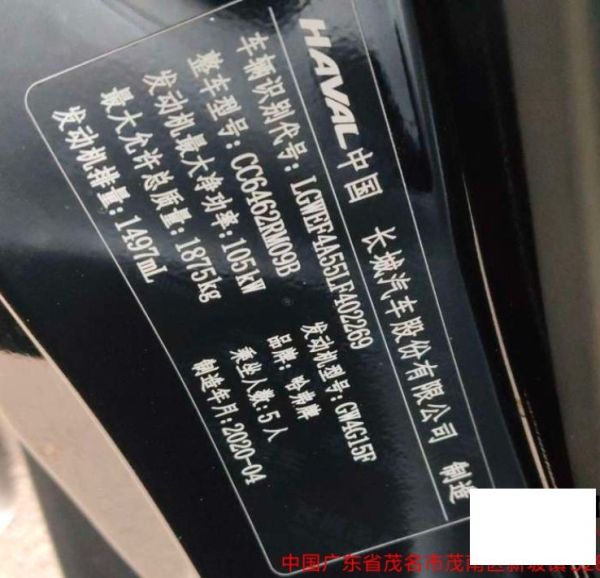 HAVAL 中国 长城汽车股份有限公司 制造
车辆识别代号：LGWEF4A55LF402269
整车型号：CC6462RM09B 发动机型号：GW4G15F
发动机最大净功率：105kW 品牌：哈弗牌
最大允许总质量：1875kg 乘坐人数：5人
发动机排量：1497mL 制造年月：2020-04
中国广东省茂名市茂南区新坡镇